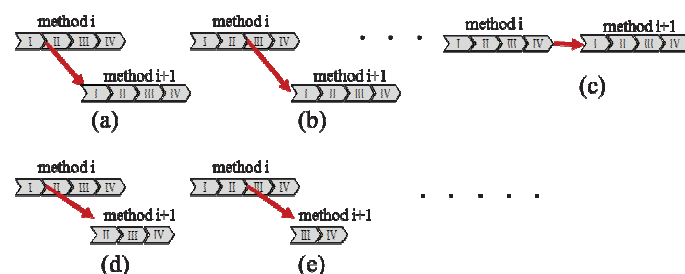 method i
I II III IV
method i+1
I II III IV
(a)
method i
I II III IV
method i+1
I II III IV
(b)
method i
I II III IV
method i+1
I II III IV
(c)
method i
I II III IV
method i+1
II III IV
(d)
method i
I II III IV
method i+1
III IV
(e)